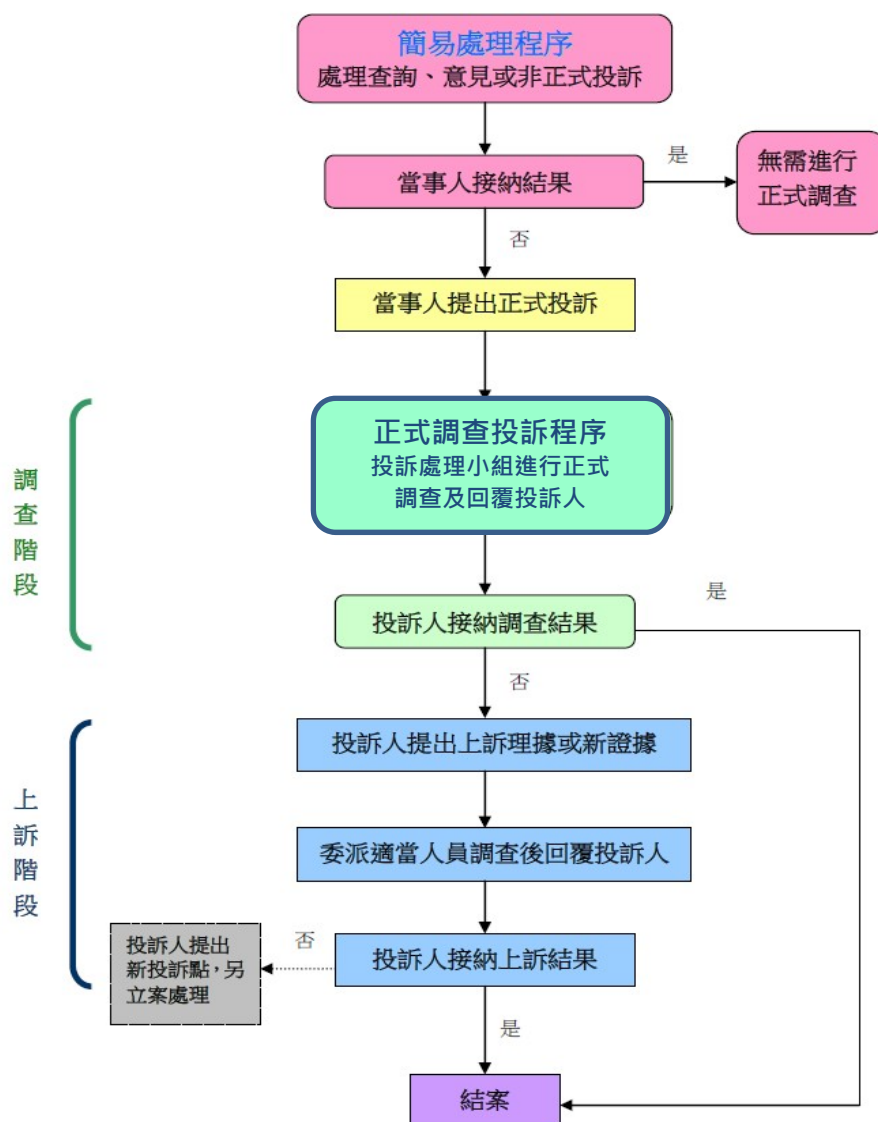 簡易處理程序
處理查詢、意見或非正式投訴
是
當事人接納結果
無需進行
正式調查
否
當事人提出正式投訴
調查階段
正式調查投訴程序
投訴處理小組進行正式
調查及回覆投訴人
是
投訴人接納調查結果
否
上訴階段
投訴人提出上訴理據或新證據
委派適當人員調查後回覆投訴人
投訴人接納上訴結果
否
投訴人提出
新投訴點，另
立案處理
是
結案